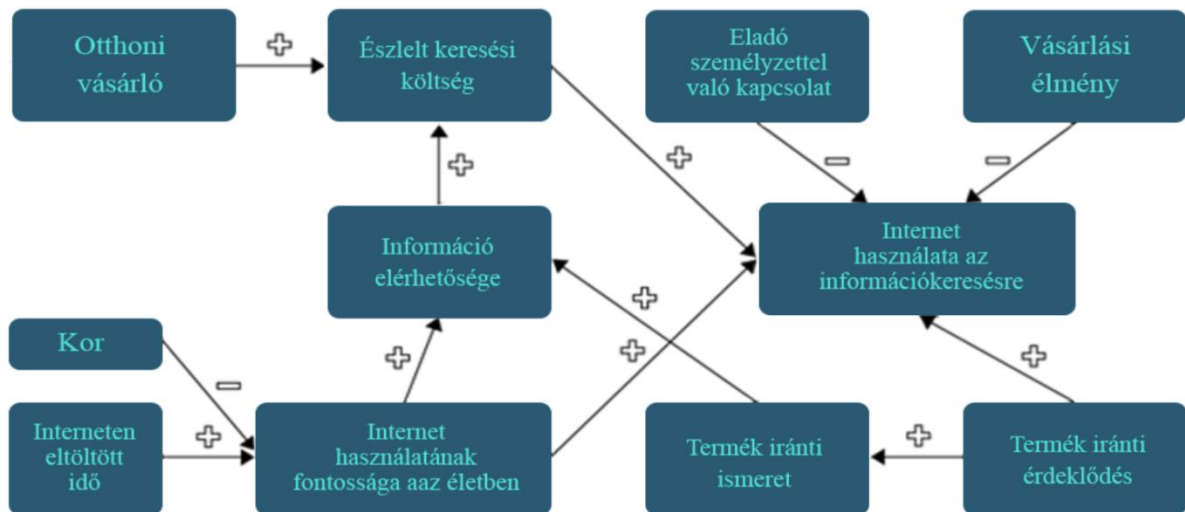 Otthoni
vásárló
Észlelt keresési
költség
Eladó
személyzettel
való kapcsolat
Vásárlási
élmény
Információ
elérhetősége
Internet
használata az
információkeresésre
Kor
Interneten
eltöltött
idő
Internet
használatának
fontossága aaz életben
Termék iránti
ismeret
Termék iránti
érdeklődés